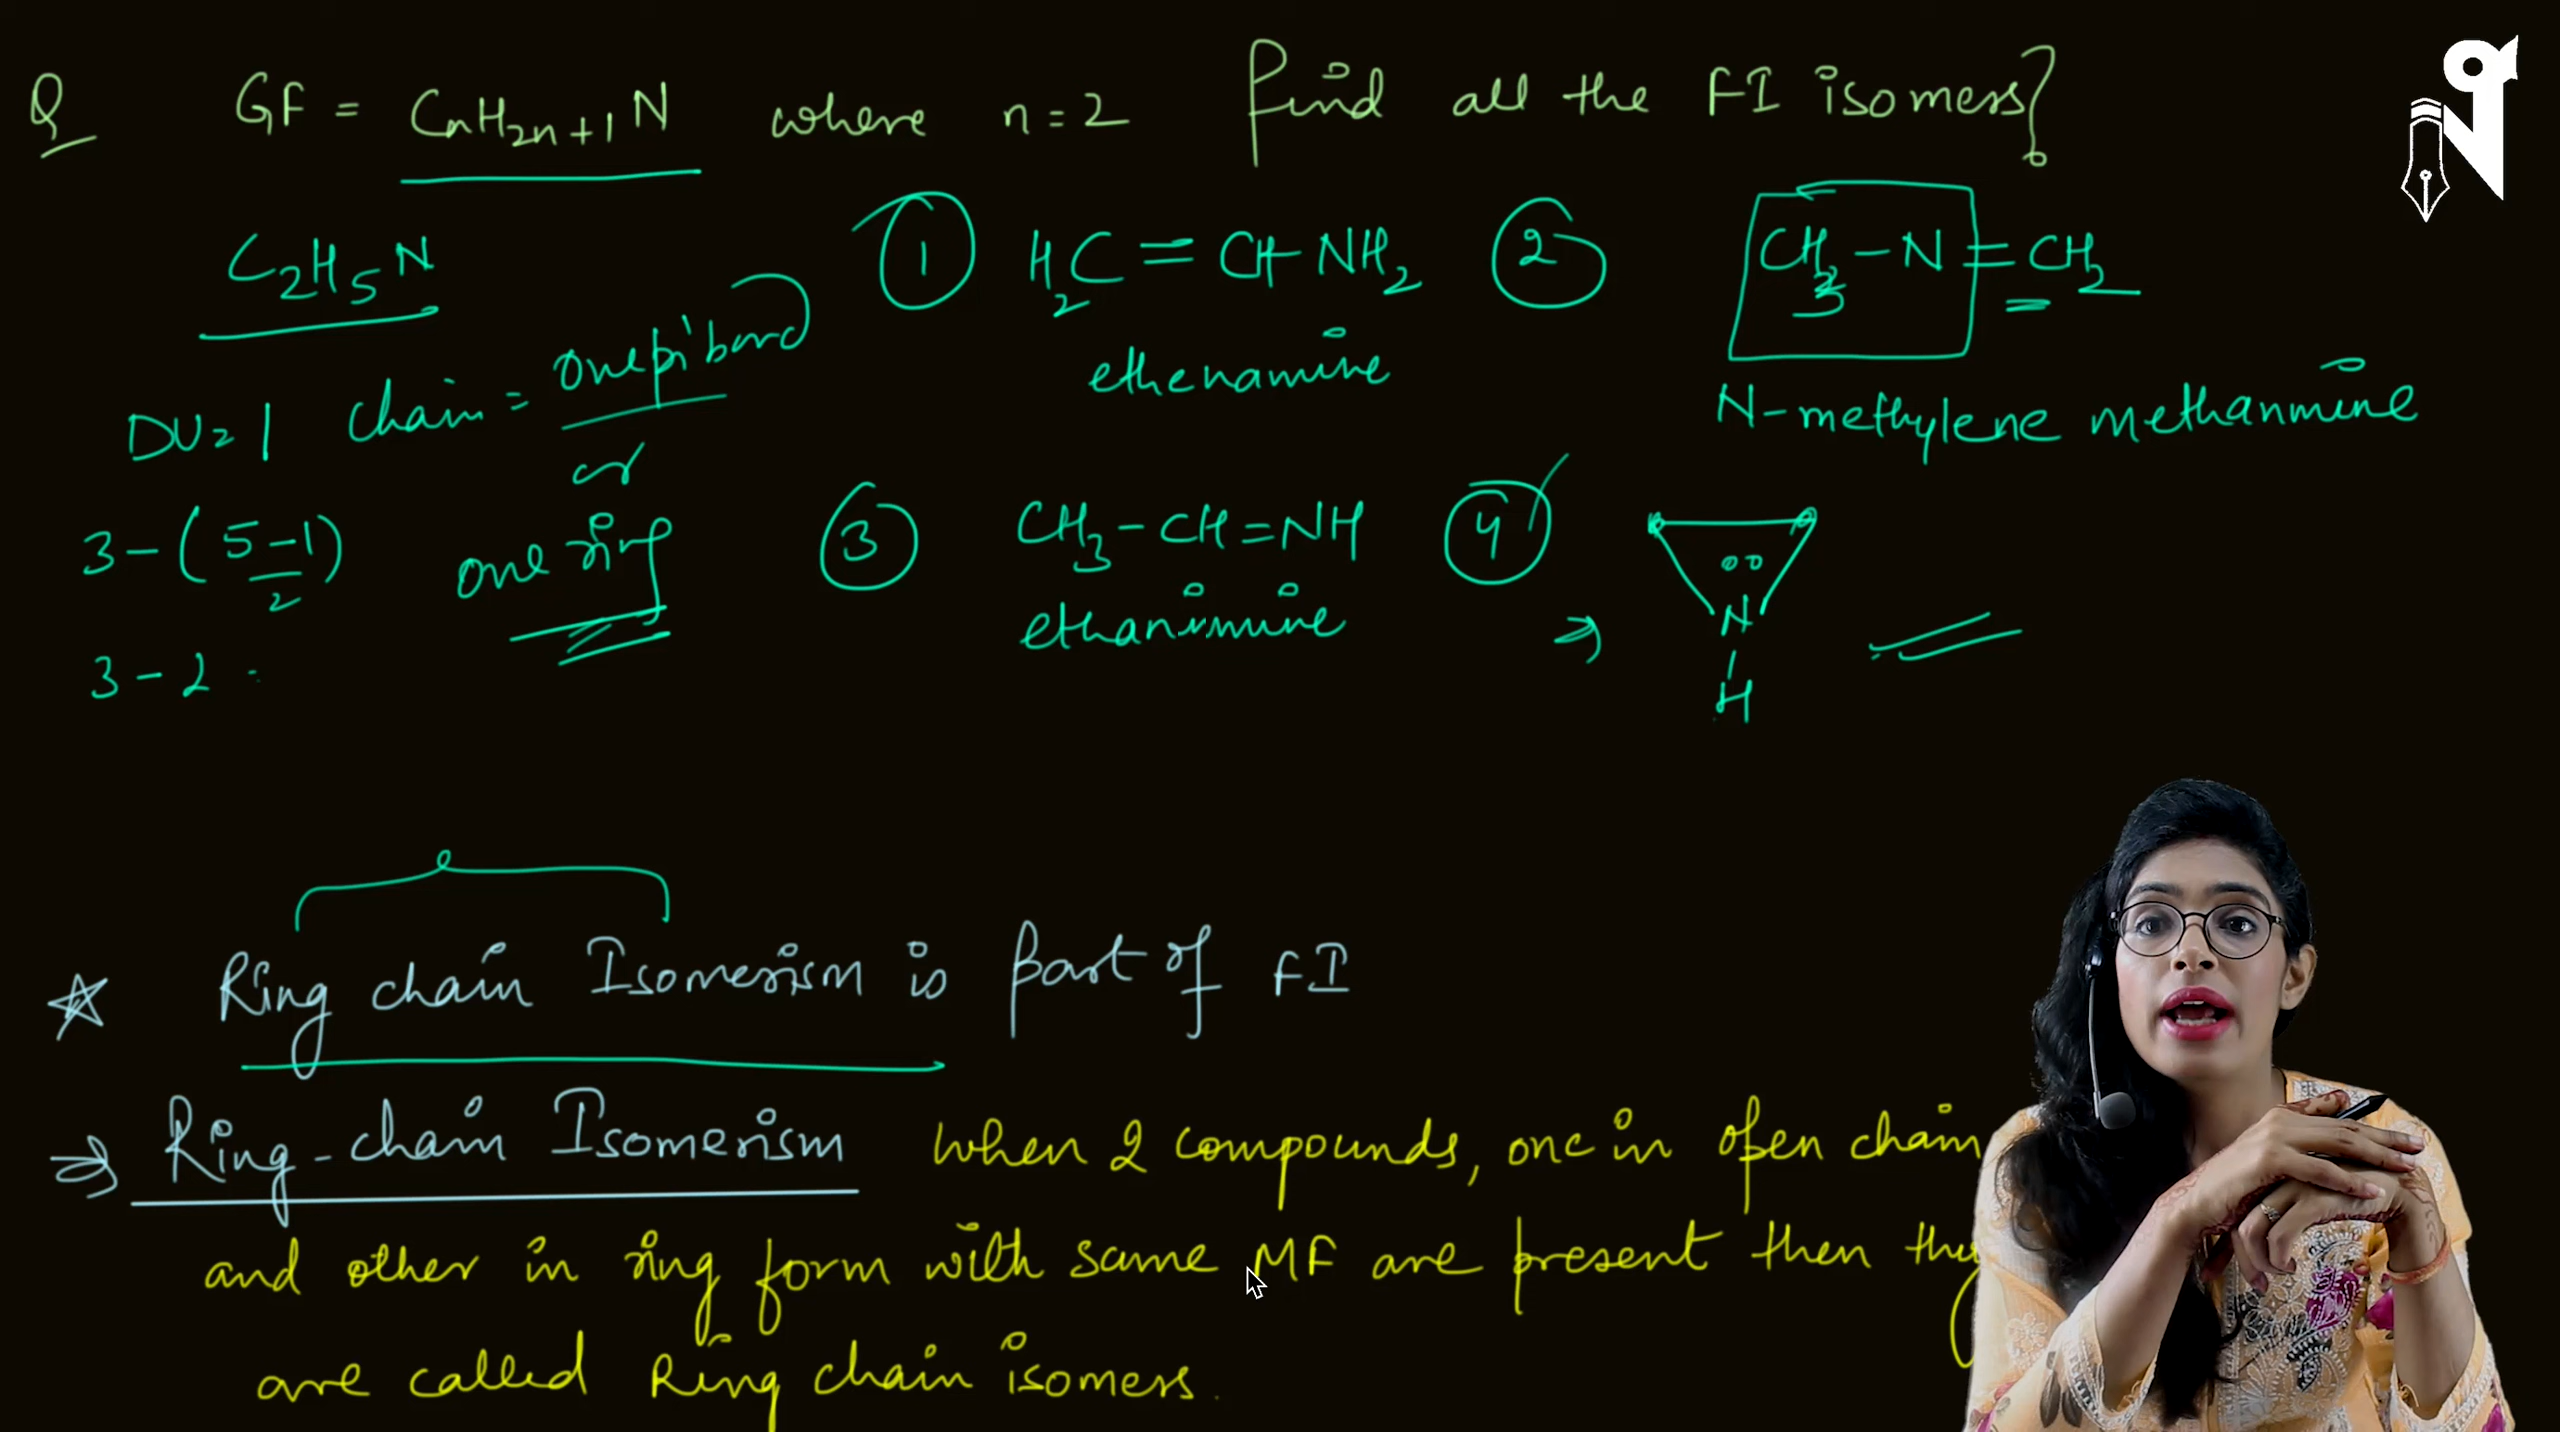 Q GF = CnH2n+1N where n=2 Find all the FI isomers?
C2H5N
① H2C=CH-NH2 ② CH3-N=CH2
ethenamine N-methylene methanmine
DU=1 chain = one pi bond
or
one ring
3-(5-1)
2
3-2
③ CH3-CH=NH ④
ethanimine
N
H
Ring chain Isomerism is Part of FI
⇒ Ring-chain Isomerism when 2 compounds, one in open chain
and other in ring form with same MF are present then they
are called Ring chain isomers.